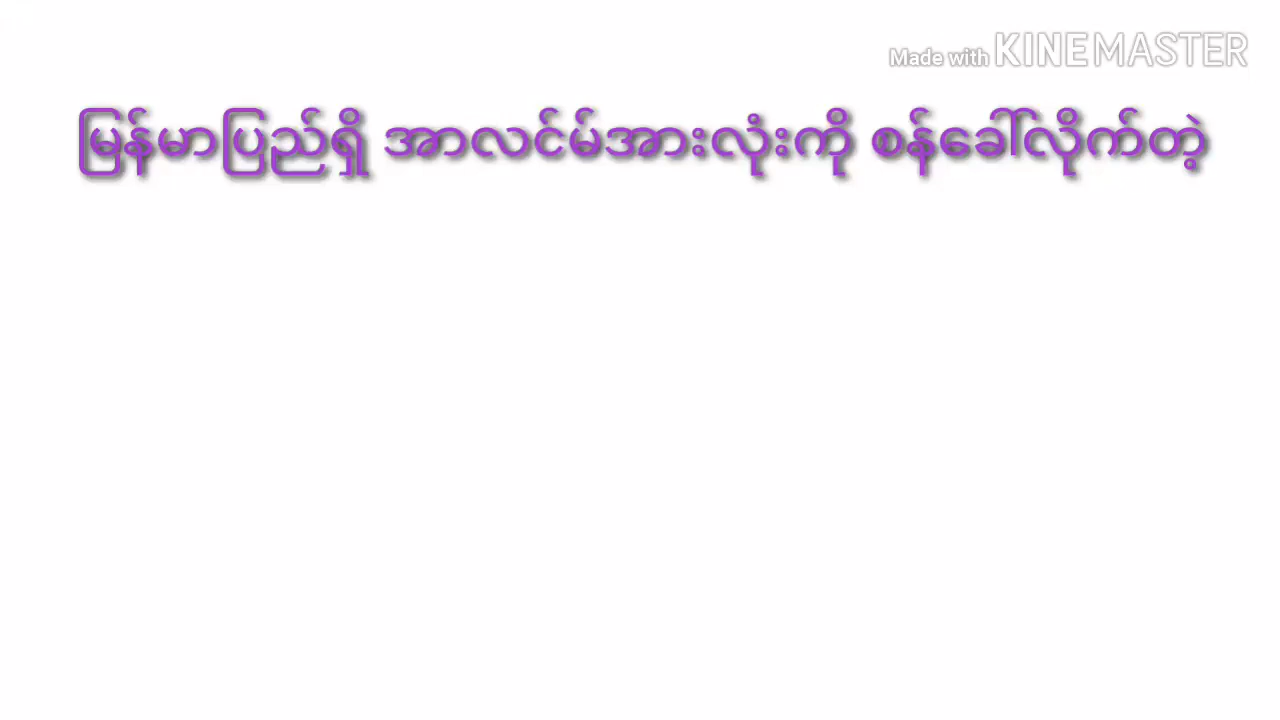 Made with KINEMASTER
မြန်မာပြည်ရှိ အာလင်မ်အားလုံးကို စန်ခေါ်လိုက်တဲ့